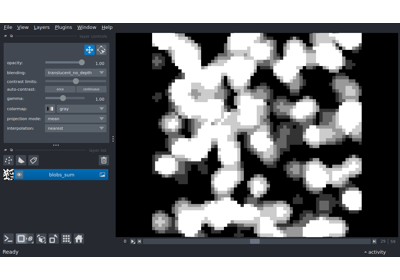 File View Layers Plugins Window Help
opacity: 1.00
blending: translucent_no_depth
contrast limits:
auto-contrast: once continuous
gamma: 1.00
colormap: gray
projection mode: mean
interpolation: nearest
blobs_sum
Ready activity